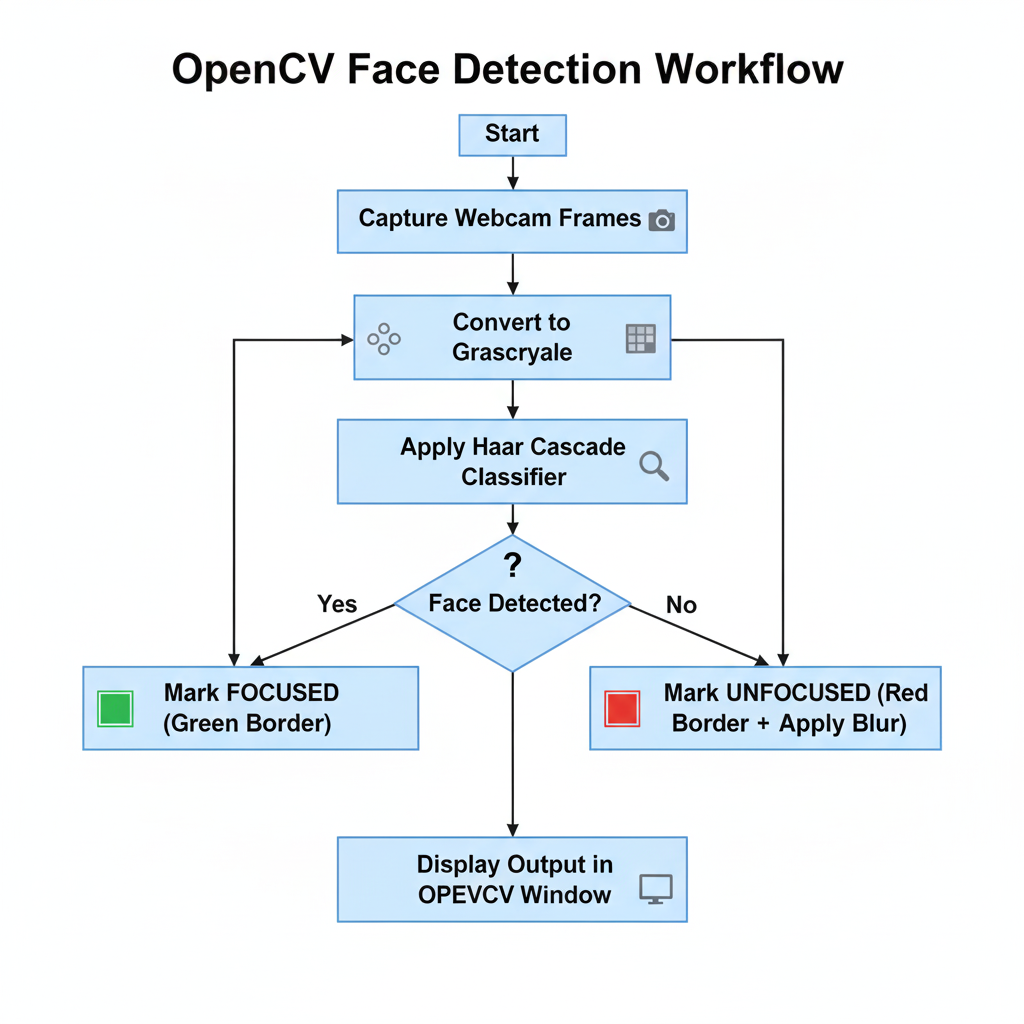 OpenCV Face Detection Workflow
Start
Capture Webcam Frames
Convert to
Grascryale
Apply Haar Cascade
Classifier
?
Face Detected?
Yes
No
Mark FOCUSED
(Green Border)
Mark UNFOCUSED (Red
Border + Apply Blur)
Display Output in
OPEVCV Window